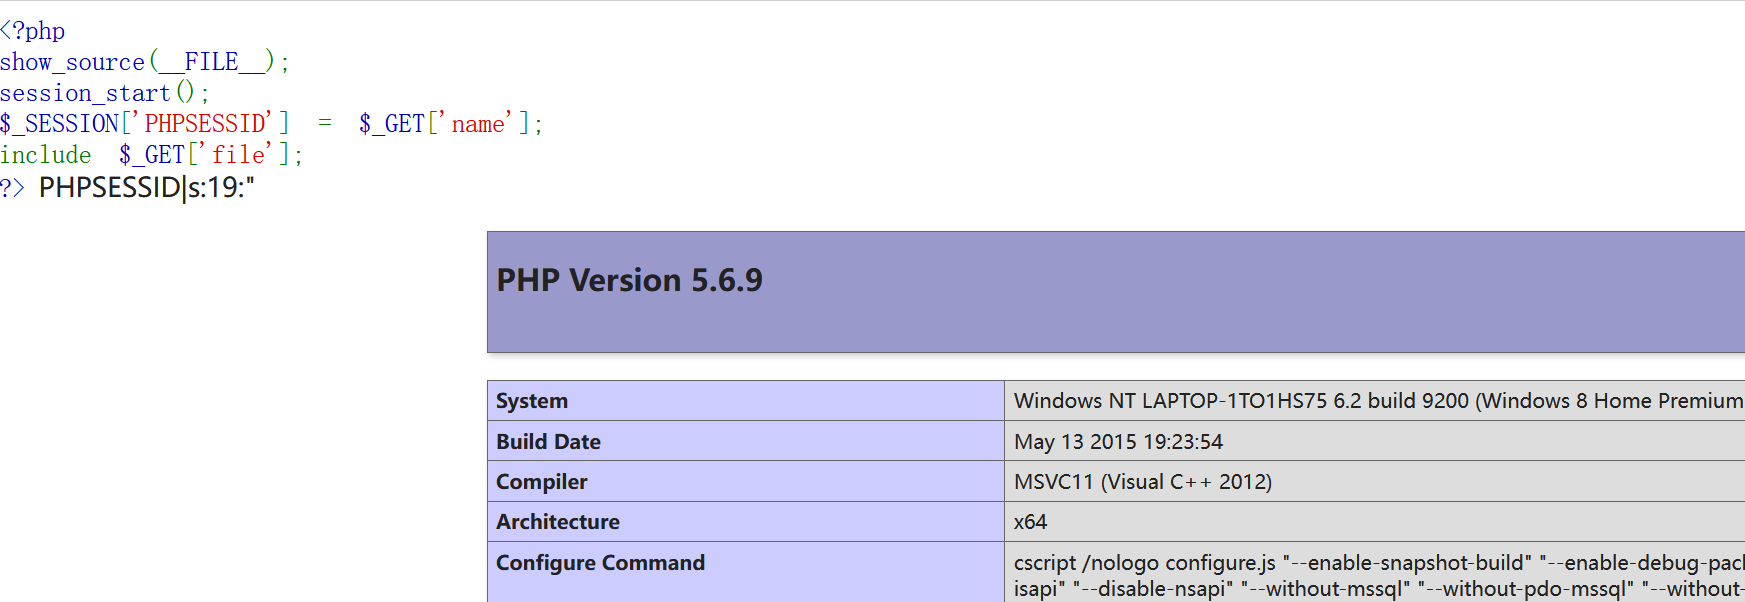 <?php
show_source(__FILE__);
session_start();
$_SESSION['PHPSESSID'] = $_GET['name'];
include $_GET['file'];
?> PHPSESSID|s:19:"
PHP Version 5.6.9
System Windows NT LAPTOP-1TO1HS75 6.2 build 9200 (Windows 8 Home Premium
Build Date May 13 2015 19:23:54
Compiler MSVC11 (Visual C++ 2012)
Architecture x64
Configure Command cscript /nologo configure.js "--enable-snapshot-build" "--enable-debug-pac
isapi" "--disable-nsapi" "--without-mssql" "--without-pdo-mssql" "--without-